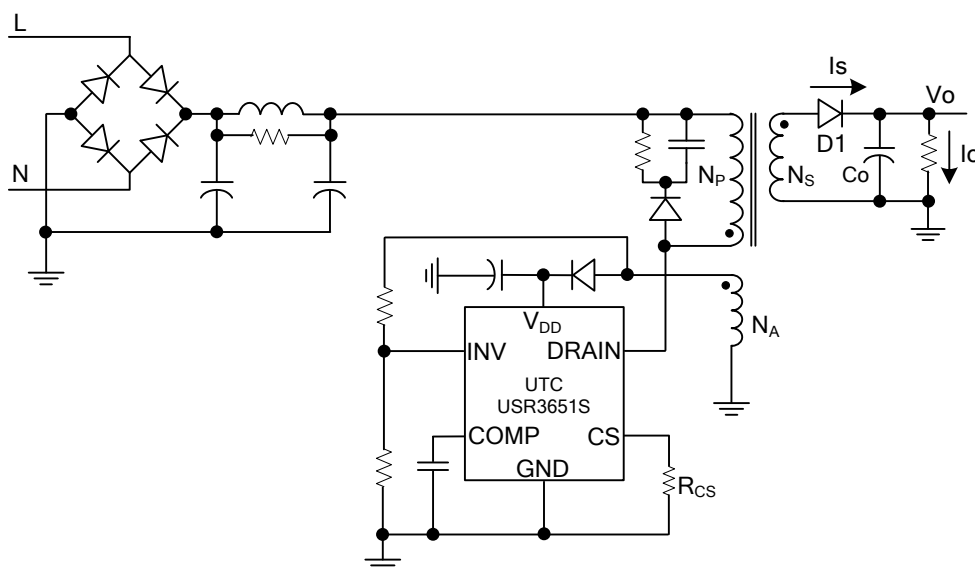 L
N
Is
Vo
D1
Co
Io
NP
NS
NA
VDD
INV
DRAIN
UTC
USR3651S
COMP
CS
GND
RCS